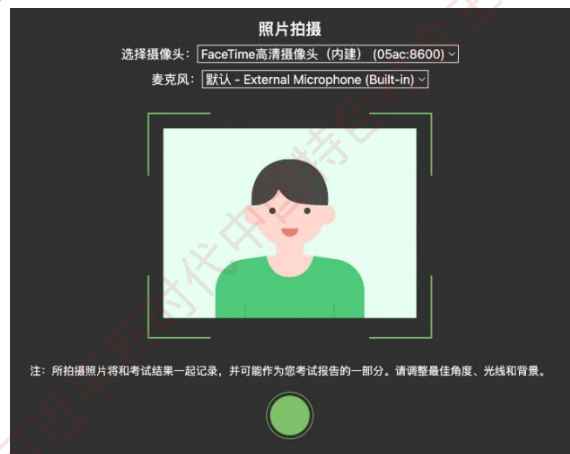 照片拍摄
选择摄像头: FaceTime高清摄像头（内建） (05ac:8600)
麦克风: 默认 - External Microphone (Built-in)
注：所拍摄照片将和考试结果一起记录，并可能作为您考试报告的一部分。请调整最佳角度、光线和背景。